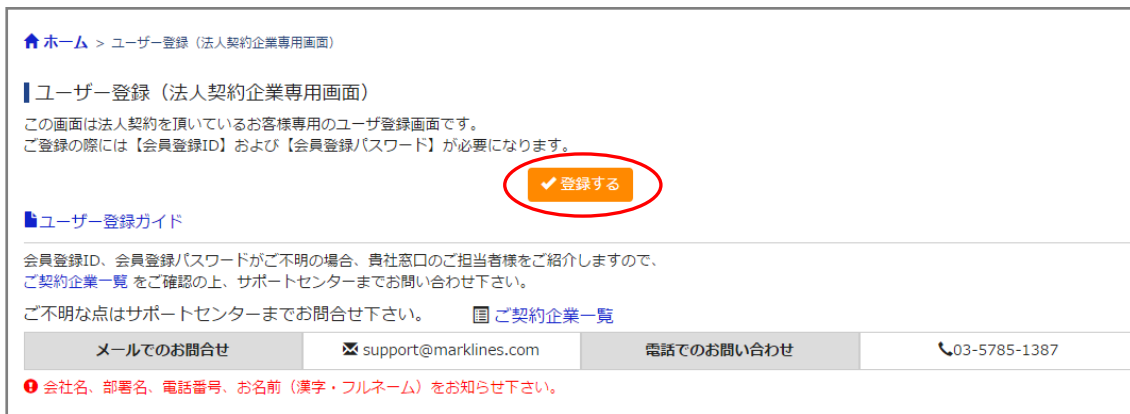 ホーム > ユーザー登録（法人契約企業専用画面）
ユーザー登録（法人契約企業専用画面）
この画面は法人契約を頂いているお客様専用のユーザ登録画面です。
ご登録の際には【会員登録ID】および【会員登録パスワード】が必要になります。
登録する
ユーザー登録ガイド
会員登録ID、会員登録パスワードがご不明の場合、貴社窓口のご担当者様をご紹介しますので、
ご契約企業一覧 をご確認の上、サポートセンターまでお問い合わせ下さい。
ご不明な点はサポートセンターまでお問合せ下さい。 ご契約企業一覧
メールでのお問合せ support@marklines.com 電話でのお問い合わせ 03-5785-1387
会社名、部署名、電話番号、お名前（漢字・フルネーム）をお知らせ下さい。